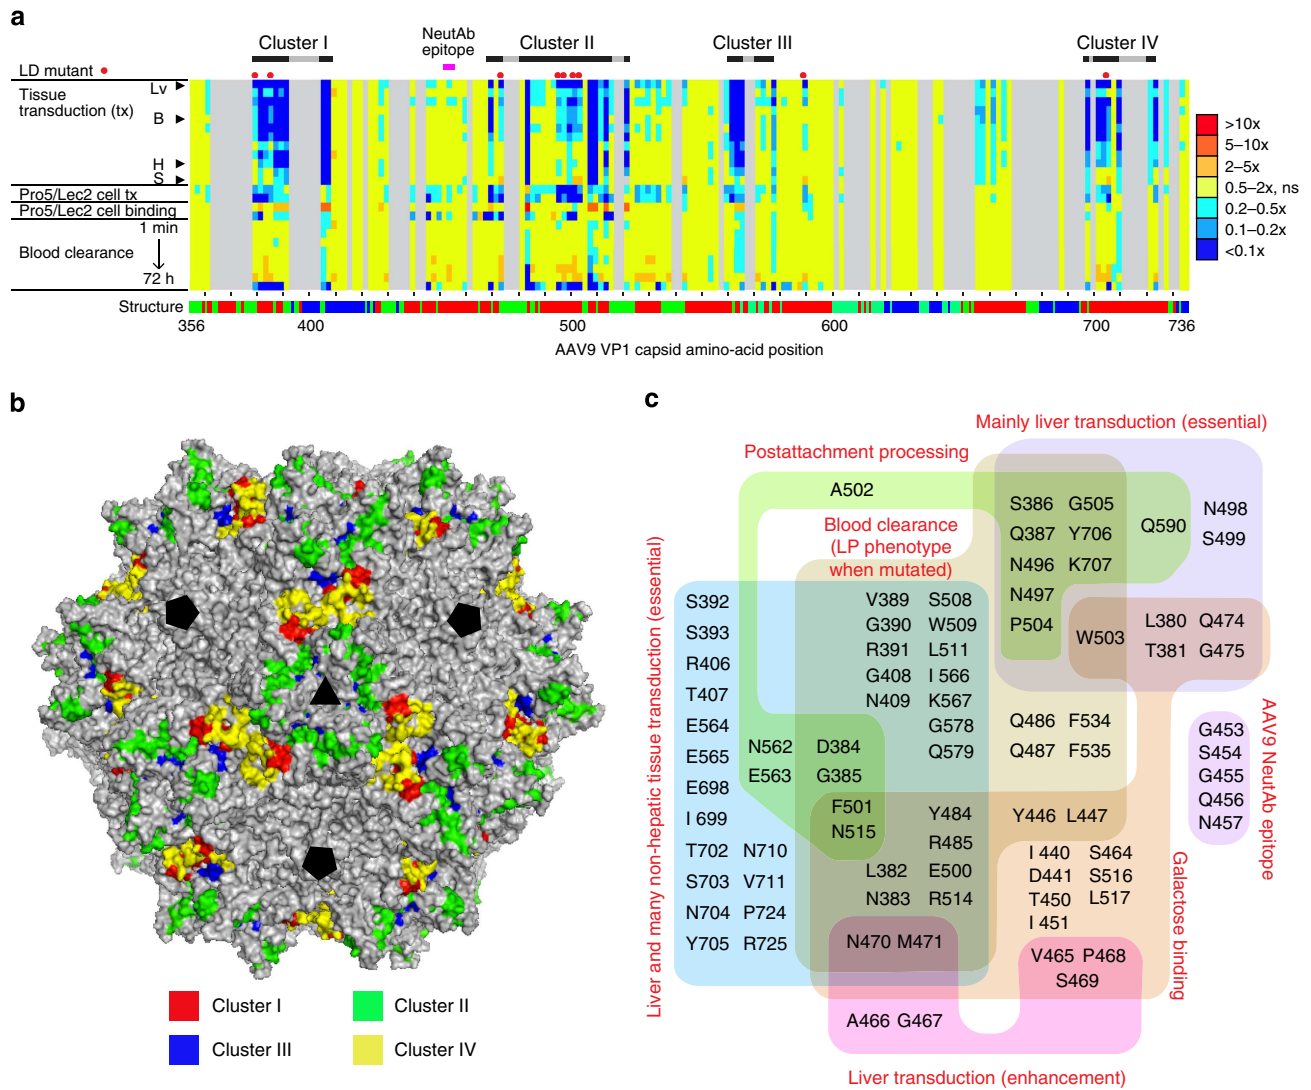 a
Cluster I
NeutAb
epitope
Cluster II
Cluster III
Cluster IV
LD mutant
Tissue
transduction (tx)
Lv
B
H
S
Pro5/Lec2 cell tx
Pro5/Lec2 cell binding
1 min
Blood clearance
72 h
Structure
356 400 500 600 700 736
AAV9 VP1 capsid amino-acid position
>10x
5–10x
2–5x
0.5–2x, ns
0.2–0.5x
0.1–0.2x
<0.1x
b
Cluster I
Cluster II
Cluster III
Cluster IV
c
Mainly liver transduction (essential)
Postattachment processing
A502
Blood clearance
(LP phenotype
when mutated)
Liver and many non-hepatic tissue transduction (essential)
S386 G505
Q387 Y706
N496 K707
N497
P504
Q590
N498
S499
W503
L380 Q474
T381 G475
S392
S393
R406
T407
E564
E565
E698
I 699
T702 N710
S703 V711
N704 P724
Y705 R725
V389 S508
G390 W509
R391 L511
G408 I 566
N409 K567
G578
Q579
N562
E563
D384
G385
F501
N515
Y484
R485
L382 E500
N383 R514
Q486 F534
Q487 F535
Y446 L447
I 440 S464
D441 S516
T450 L517
I 451
N470 M471
V465 P468
S469
A466 G467
G453
S454
G455
Q456
N457
AAV9 NeutAb epitope
Galactose binding
Liver transduction (enhancement)